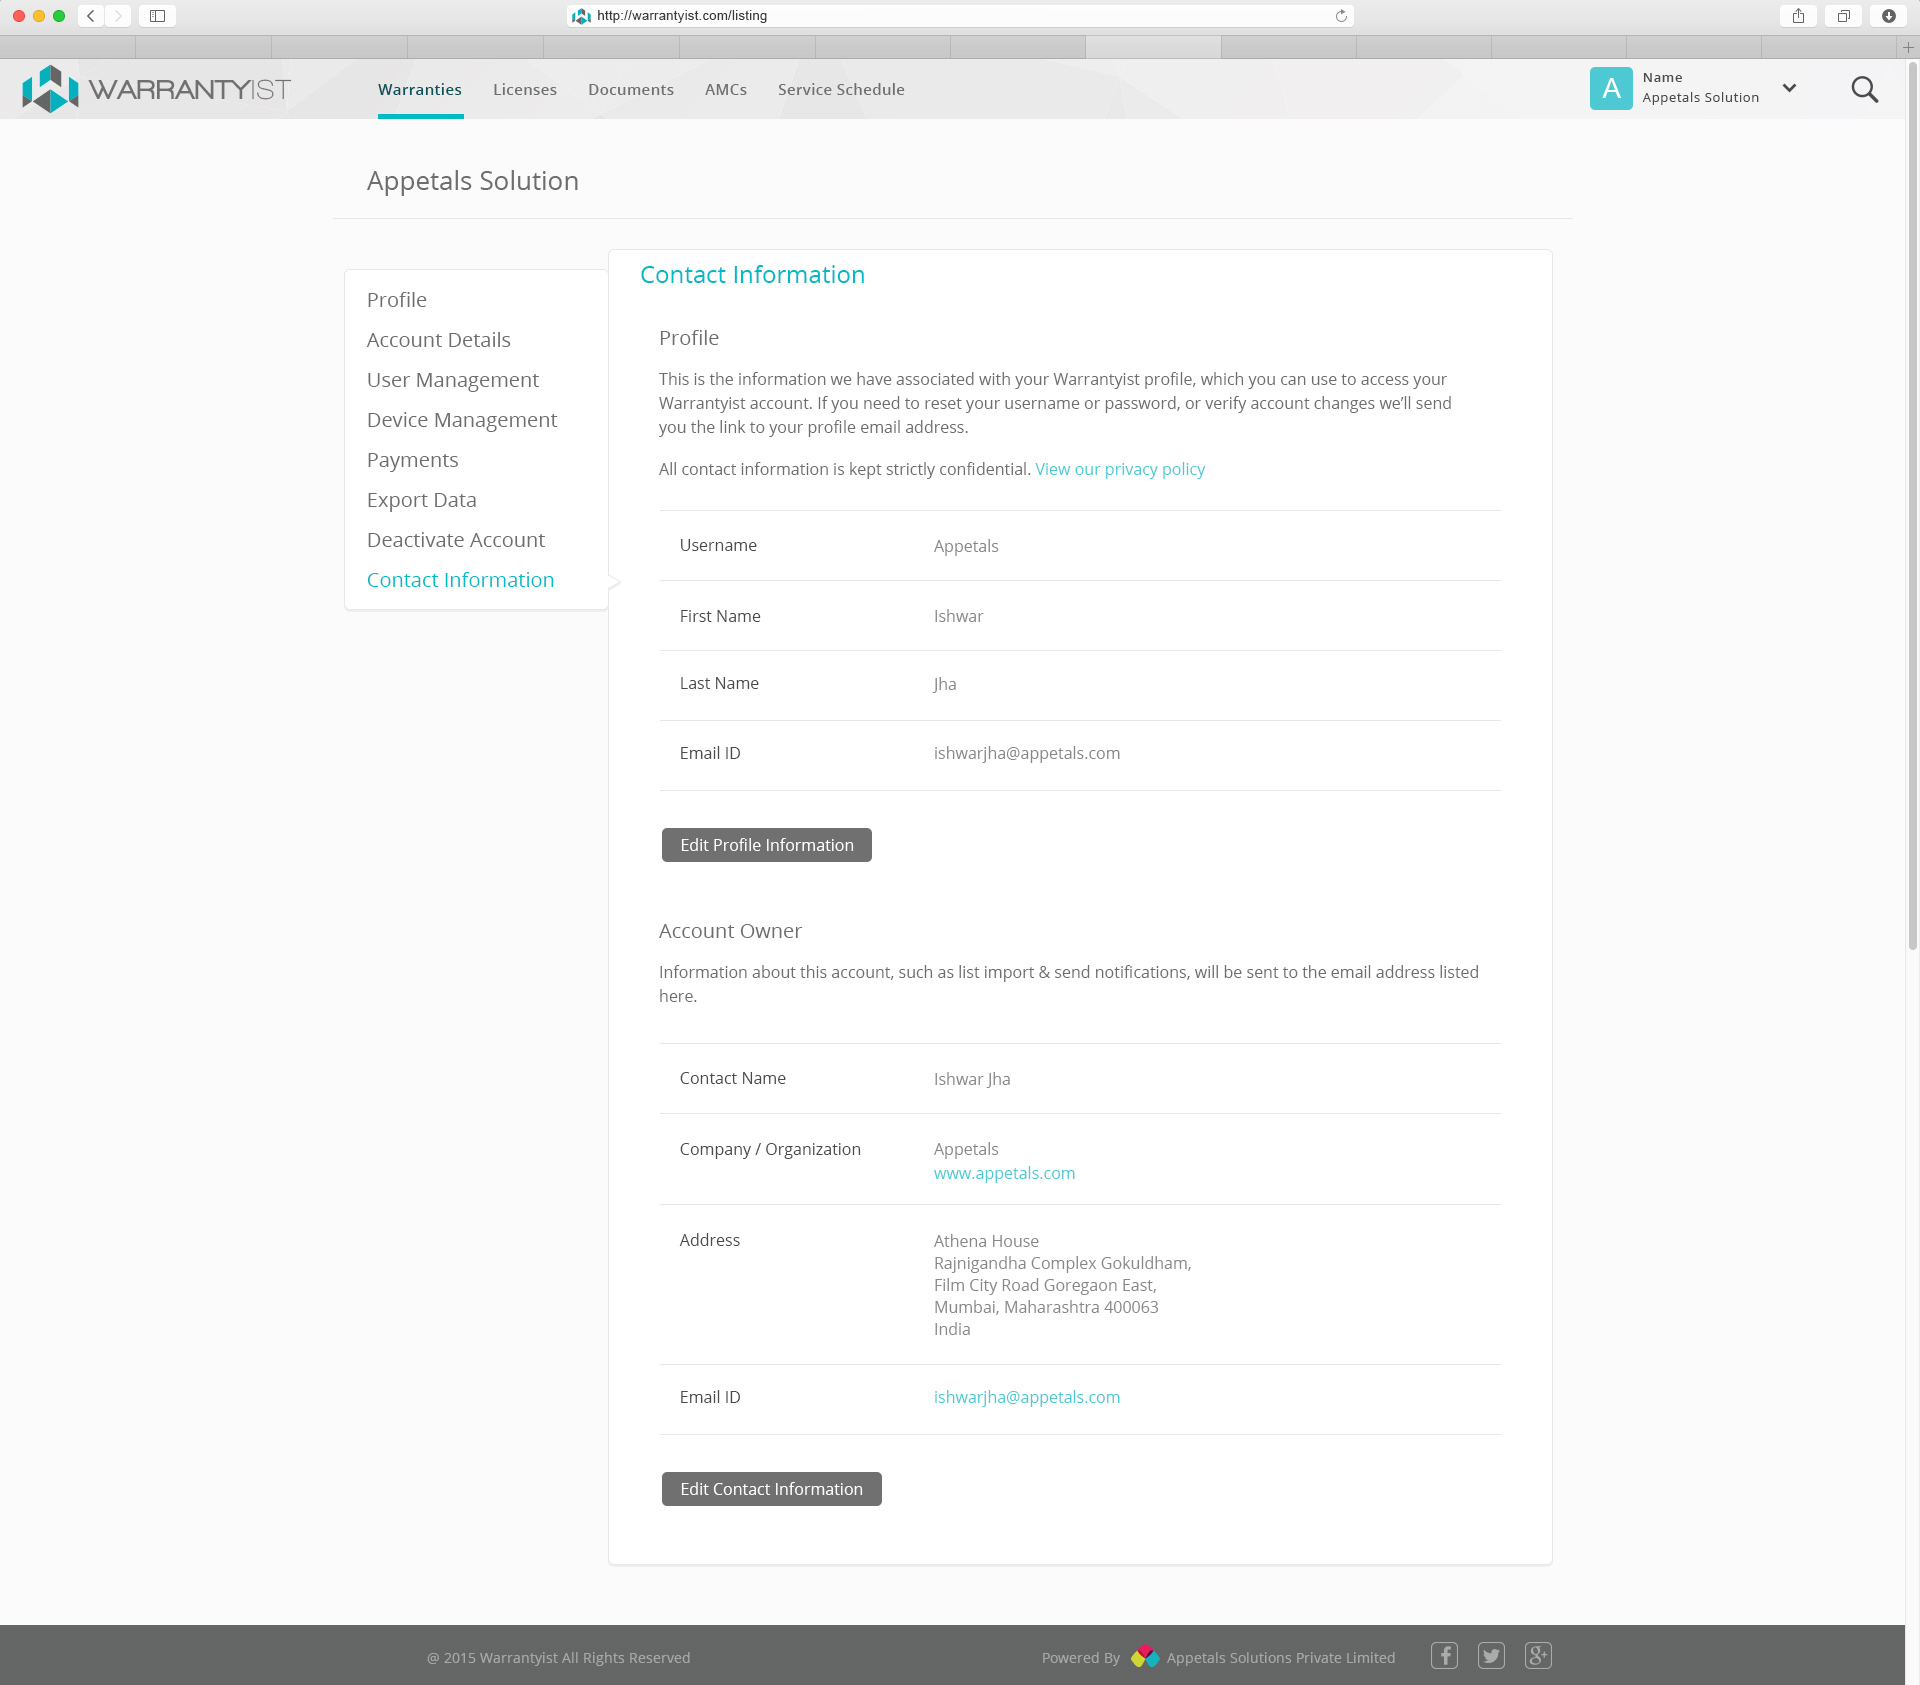 http://warrantyist.com/listing
WARRANTYIST
Warranties Licenses Documents AMCs Service Schedule
A
Name
Appetals Solution
Appetals Solution
Profile
Account Details
User Management
Device Management
Payments
Export Data
Deactivate Account
Contact Information
Contact Information
Profile
This is the information we have associated with your Warrantyist profile, which you can use to access your
Warrantyist account. If you need to reset your username or password, or verify account changes we’ll send
you the link to your profile email address.
All contact information is kept strictly confidential. View our privacy policy
Username Appetals
First Name Ishwar
Last Name Jha
Email ID ishwarjha@appetals.com
Edit Profile Information
Account Owner
Information about this account, such as list import & send notifications, will be sent to the email address listed
here.
Contact Name Ishwar Jha
Company / Organization Appetals
www.appetals.com
Address Athena House
Rajnigandha Complex Gokuldham,
Film City Road Goregaon East,
Mumbai, Maharashtra 400063
India
Email ID ishwarjha@appetals.com
Edit Contact Information
@ 2015 Warrantyist All Rights Reserved
Powered By Appetals Solutions Private Limited